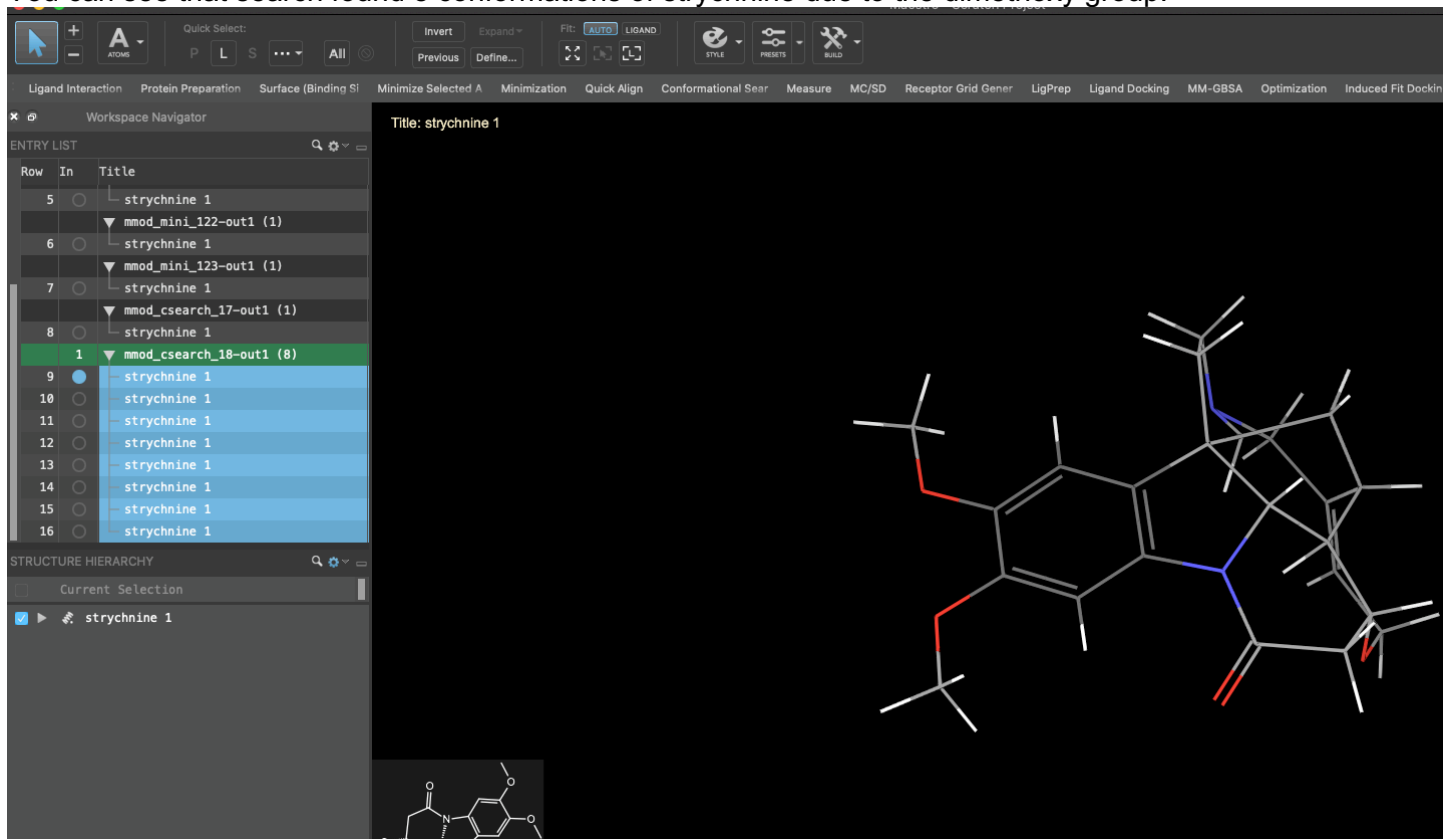 Quick Select:
Invert Expand
Fit: AUTO LIGAND
A
ATOMS
P L S ... All
Previous Define...
STYLE PRESETS BUILD
Ligand Interaction Protein Preparation Surface (Binding Si Minimize Selected A Minimization Quick Align Conformational Sear Measure MC/SD Receptor Grid Gener LigPrep Ligand Docking MM-GBSA Optimization Induced Fit Dockin
Workspace Navigator
Title: strychnine 1
ENTRY LIST
Row In Title
5 strychnine 1
mmod_mini_122-out1 (1)
6 strychnine 1
mmod_mini_123-out1 (1)
7 strychnine 1
mmod_csearch_17-out1 (1)
8 strychnine 1
1 mmod_csearch_18-out1 (8)
9 strychnine 1
10 strychnine 1
11 strychnine 1
12 strychnine 1
13 strychnine 1
14 strychnine 1
15 strychnine 1
16 strychnine 1
STRUCTURE HIERARCHY
Current Selection
strychnine 1
O
O
N
O